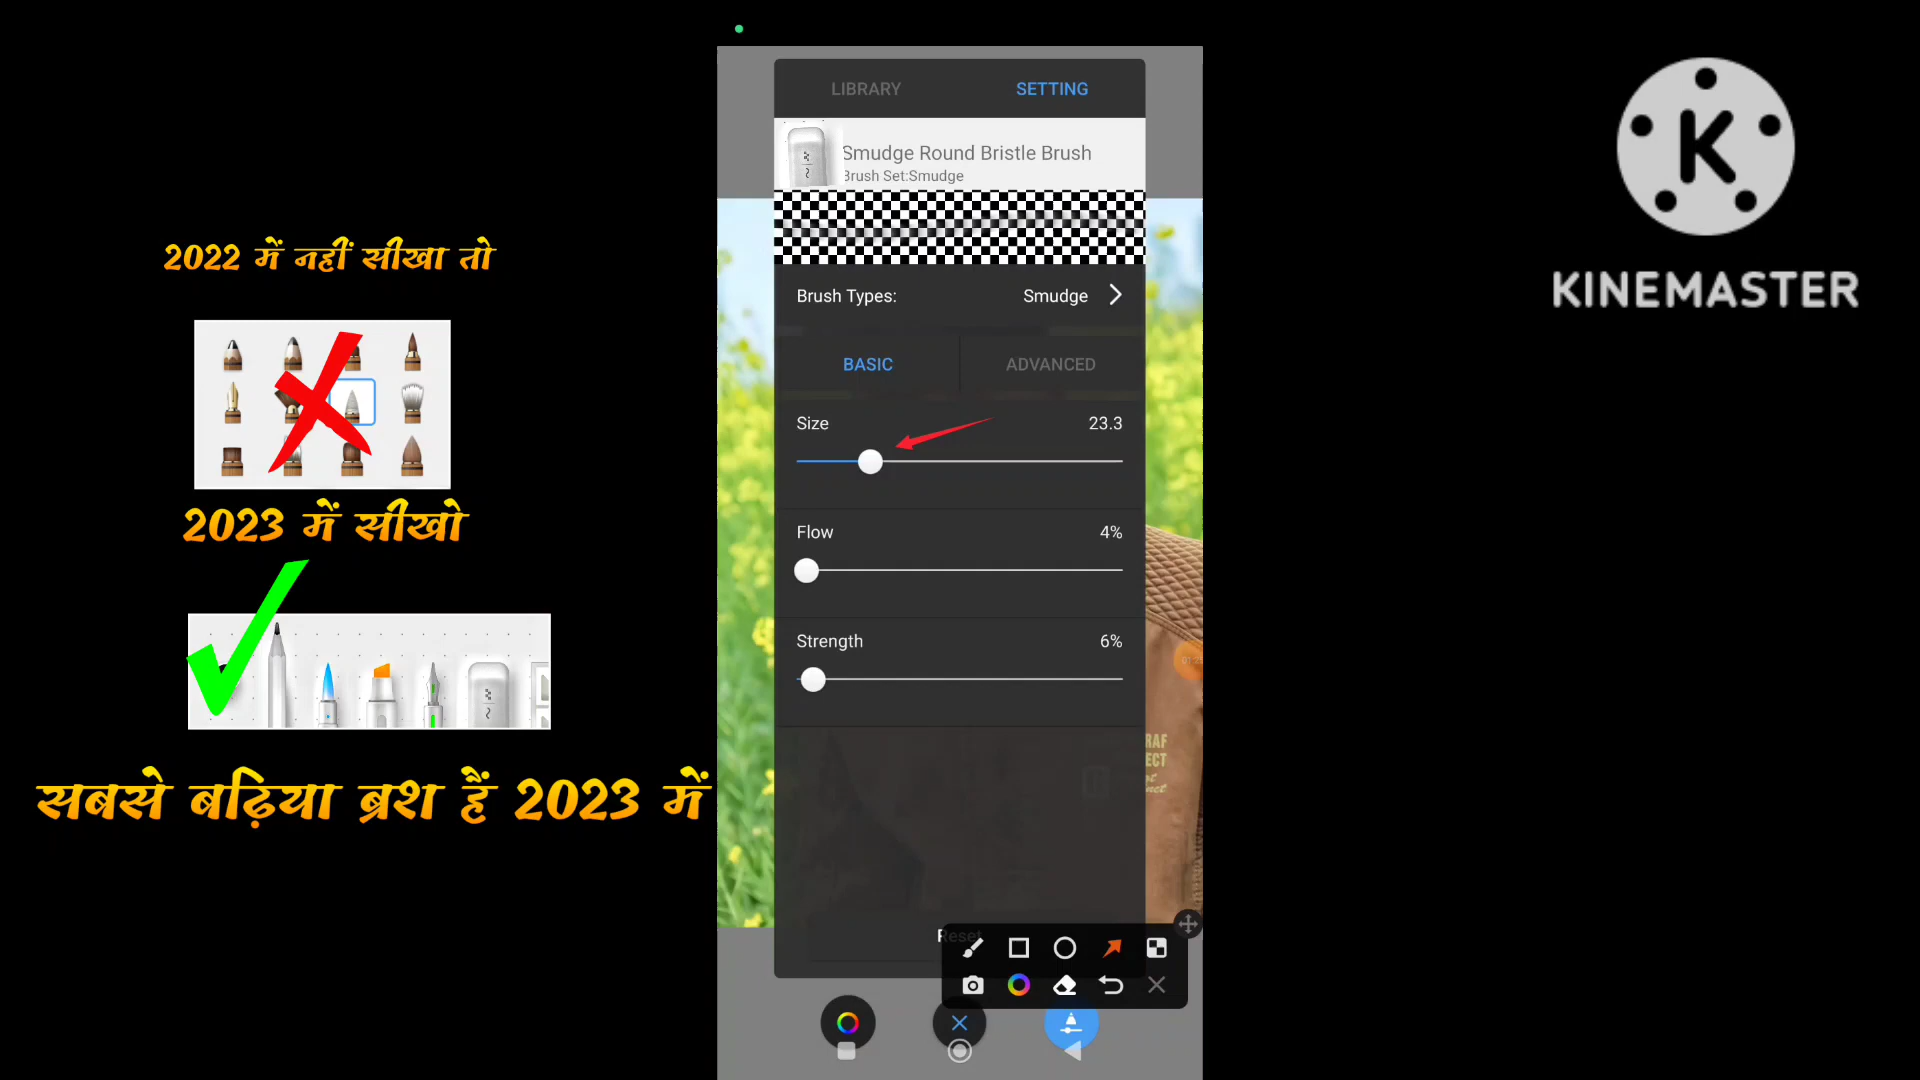 2022 में नहीं सीखा तो
2023 में सीखो
सबसे बढ़िया ब्रश हैं 2023 में
LIBRARY SETTING
Smudge Round Bristle Brush
Brush Set:Smudge
Brush Types: Smudge
BASIC ADVANCED
Size 23.3
Flow 4%
Strength 6%
Reset
K
KINEMASTER